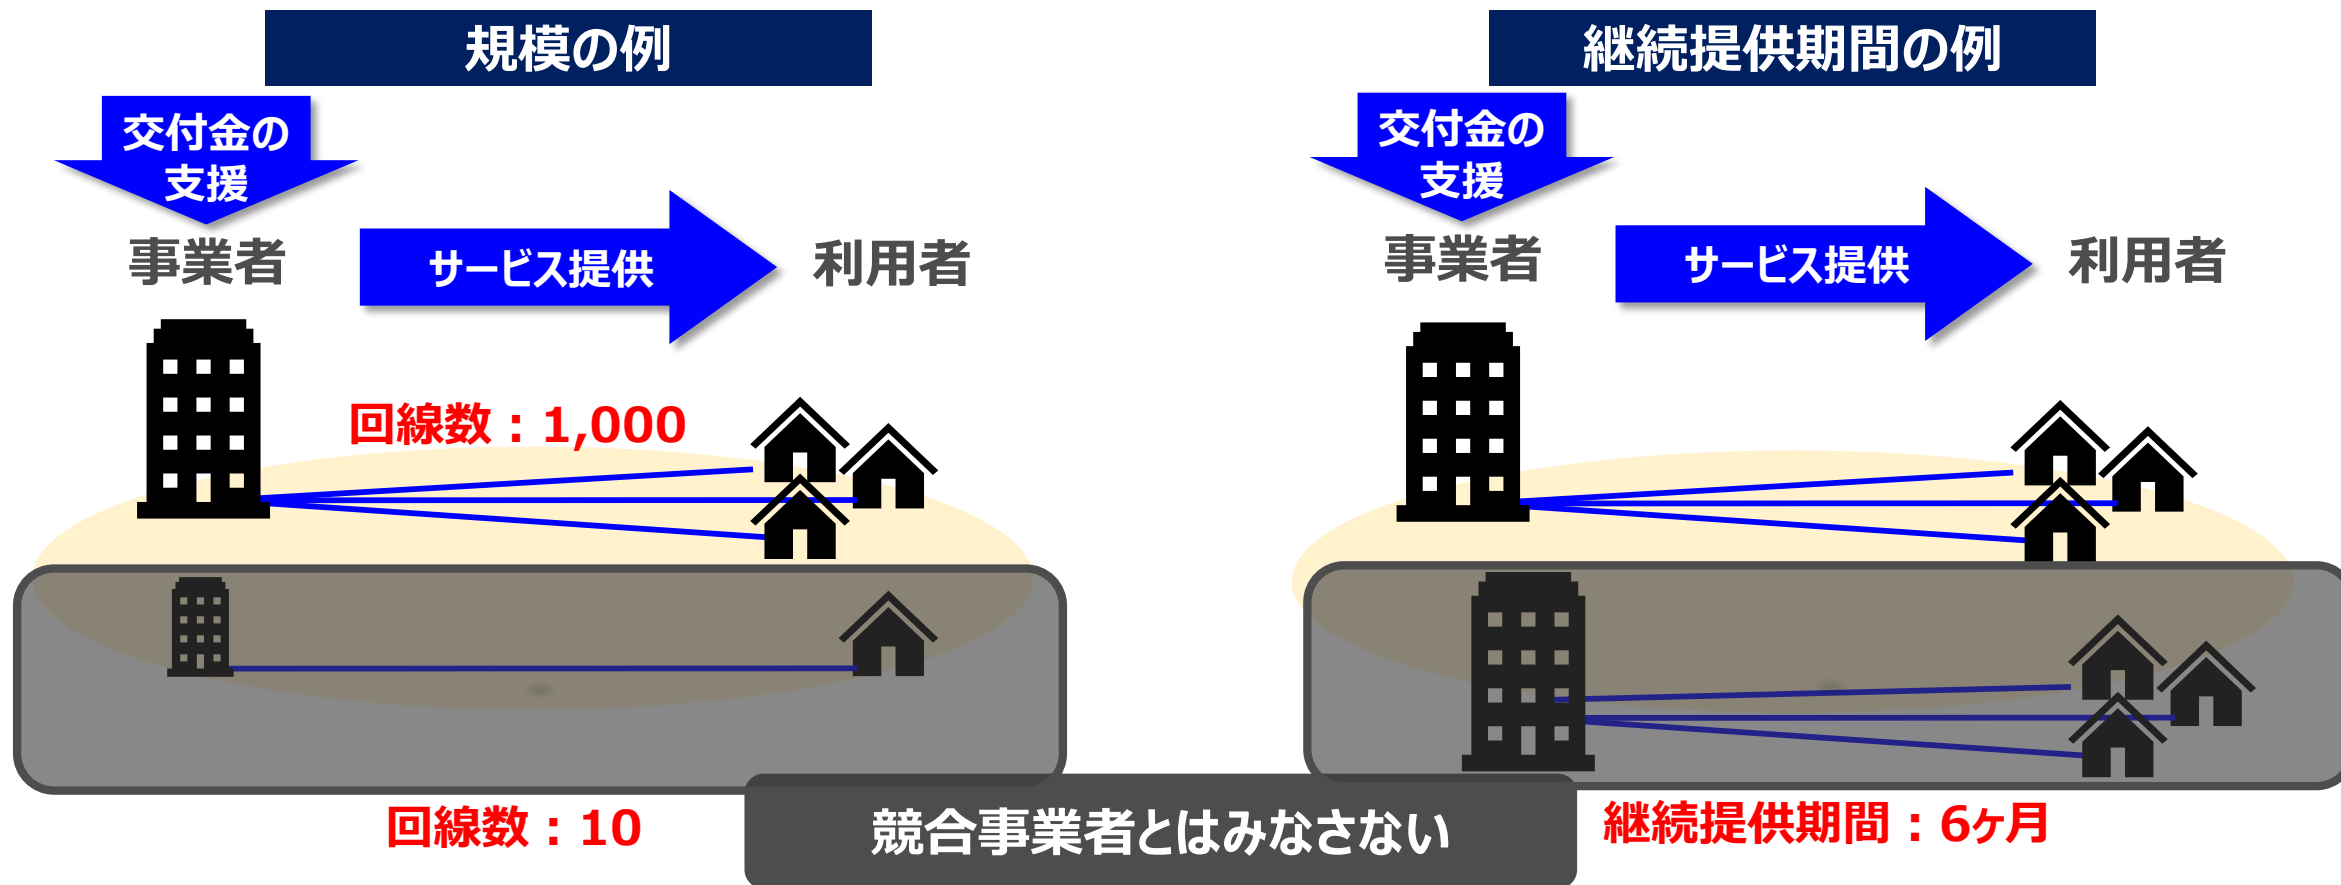 規模の例
交付金の
支援
事業者
サービス提供
利用者
回線数：1,000
回線数：10
継続提供期間の例
交付金の
支援
事業者
サービス提供
利用者
継続提供期間：6ヶ月
競合事業者とはみなさない